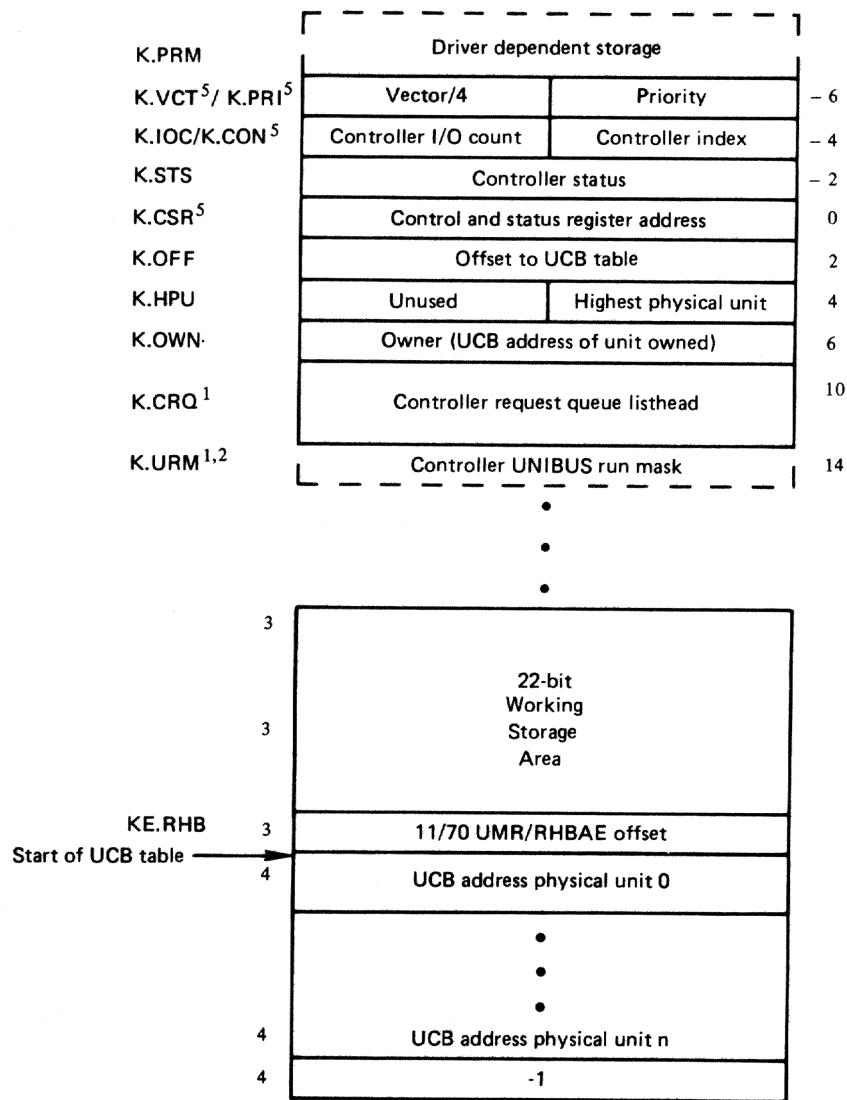 Driver dependent storage
K.PRM
K.VCT⁵/ K.PRI⁵ Vector/4 Priority – 6
K.IOC/K.CON⁵ Controller I/O count Controller index – 4
K.STS Controller status – 2
K.CSR⁵ Control and status register address 0
K.OFF Offset to UCB table 2
K.HPU Unused Highest physical unit 4
K.OWN· Owner (UCB address of unit owned) 6
K.CRQ¹ Controller request queue listhead 10
K.URM¹,² Controller UNIBUS run mask 14
3
22-bit
Working
3 Storage
Area
KE.RHB 3 11/70 UMR/RHBAE offset
Start of UCB table
4 UCB address physical unit 0
4 UCB address physical unit n
4 -1